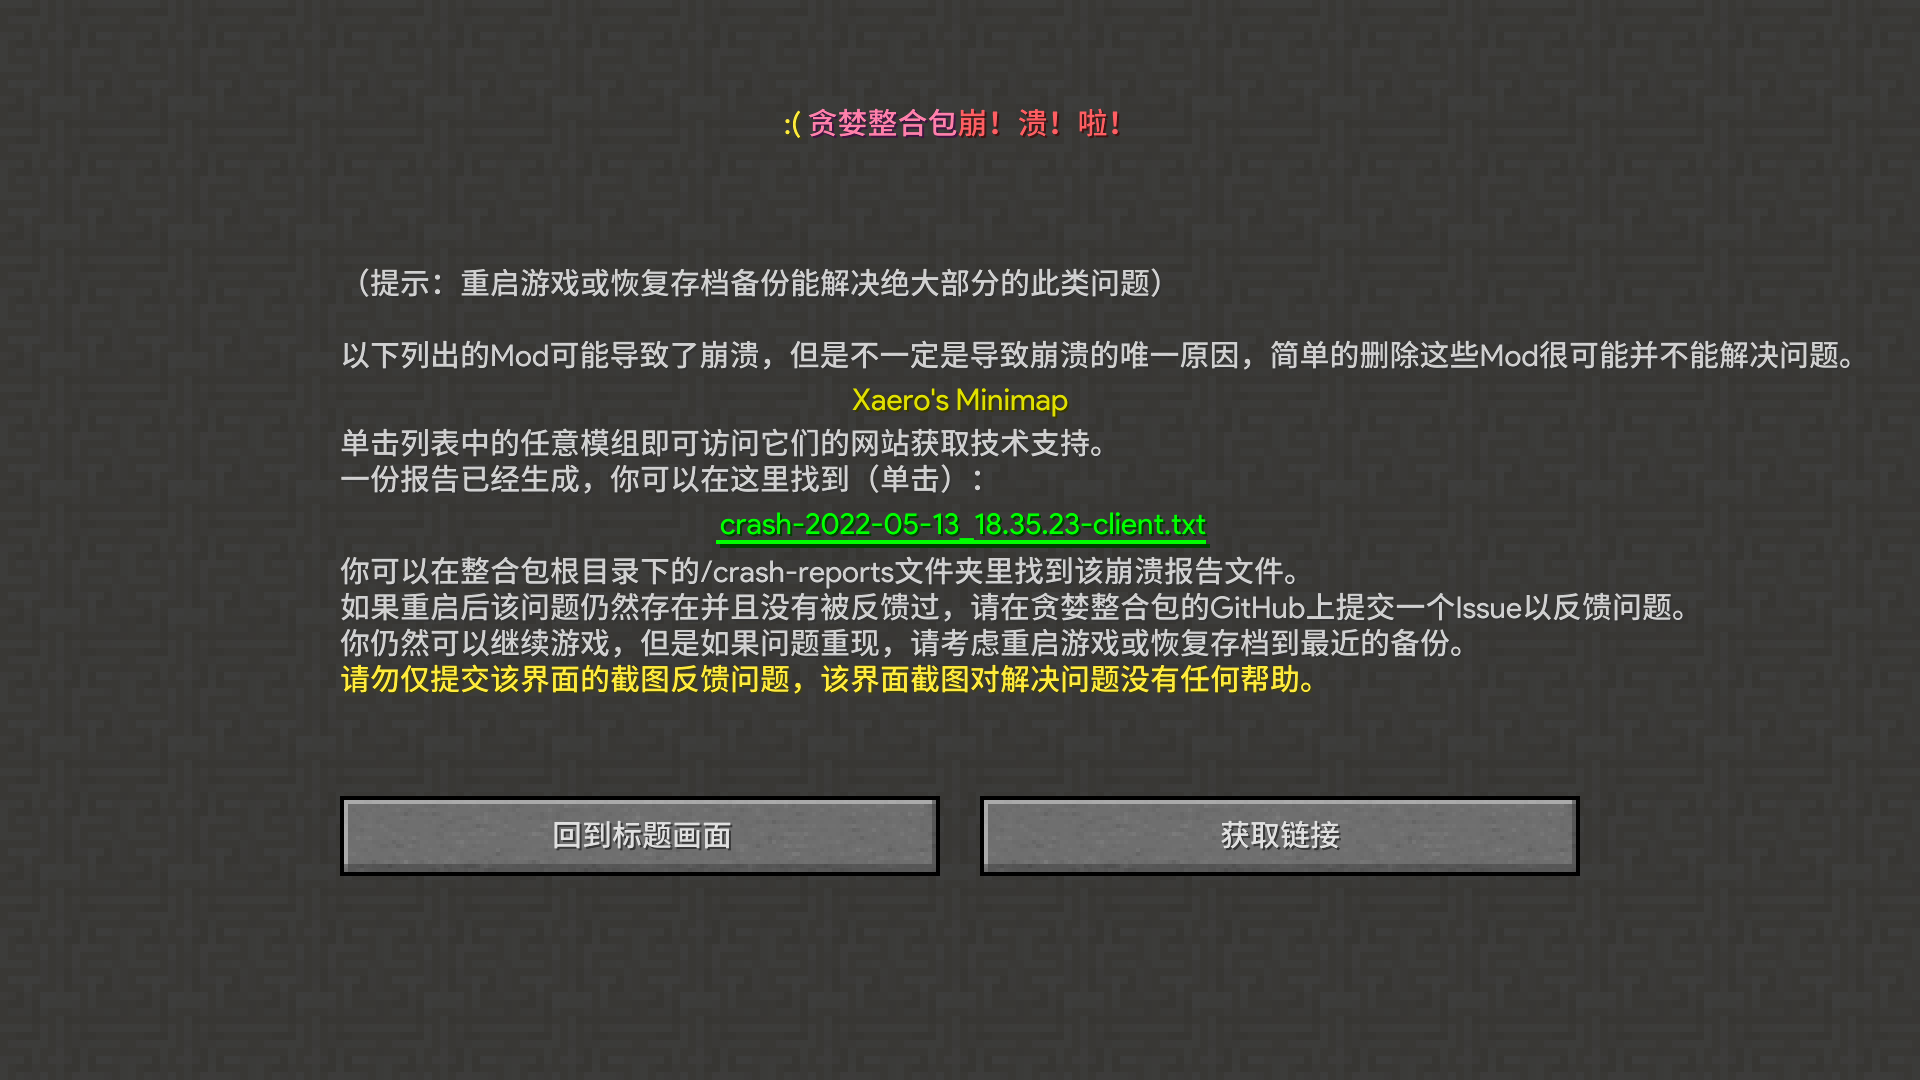 :( 贪婪整合包崩！溃！啦！
（提示：重启游戏或恢复存档备份能解决绝大部分的此类问题）
以下列出的Mod可能导致了崩溃，但是不一定是导致崩溃的唯一原因，简单的删除这些Mod很可能并不能解决问题。
Xaero's Minimap
单击列表中的任意模组即可访问它们的网站获取技术支持。
一份报告已经生成，你可以在这里找到（单击）：
crash-2022-05-13_18.35.23-client.txt
你可以在整合包根目录下的/crash-reports文件夹里找到该崩溃报告文件。
如果重启后该问题仍然存在并且没有被反馈过，请在贪婪整合包的GitHub上提交一个Issue以反馈问题。
你仍然可以继续游戏，但是如果问题重现，请考虑重启游戏或恢复存档到最近的备份。
请勿仅提交该界面的截图反馈问题，该界面截图对解决问题没有任何帮助。
回到标题画面
获取链接